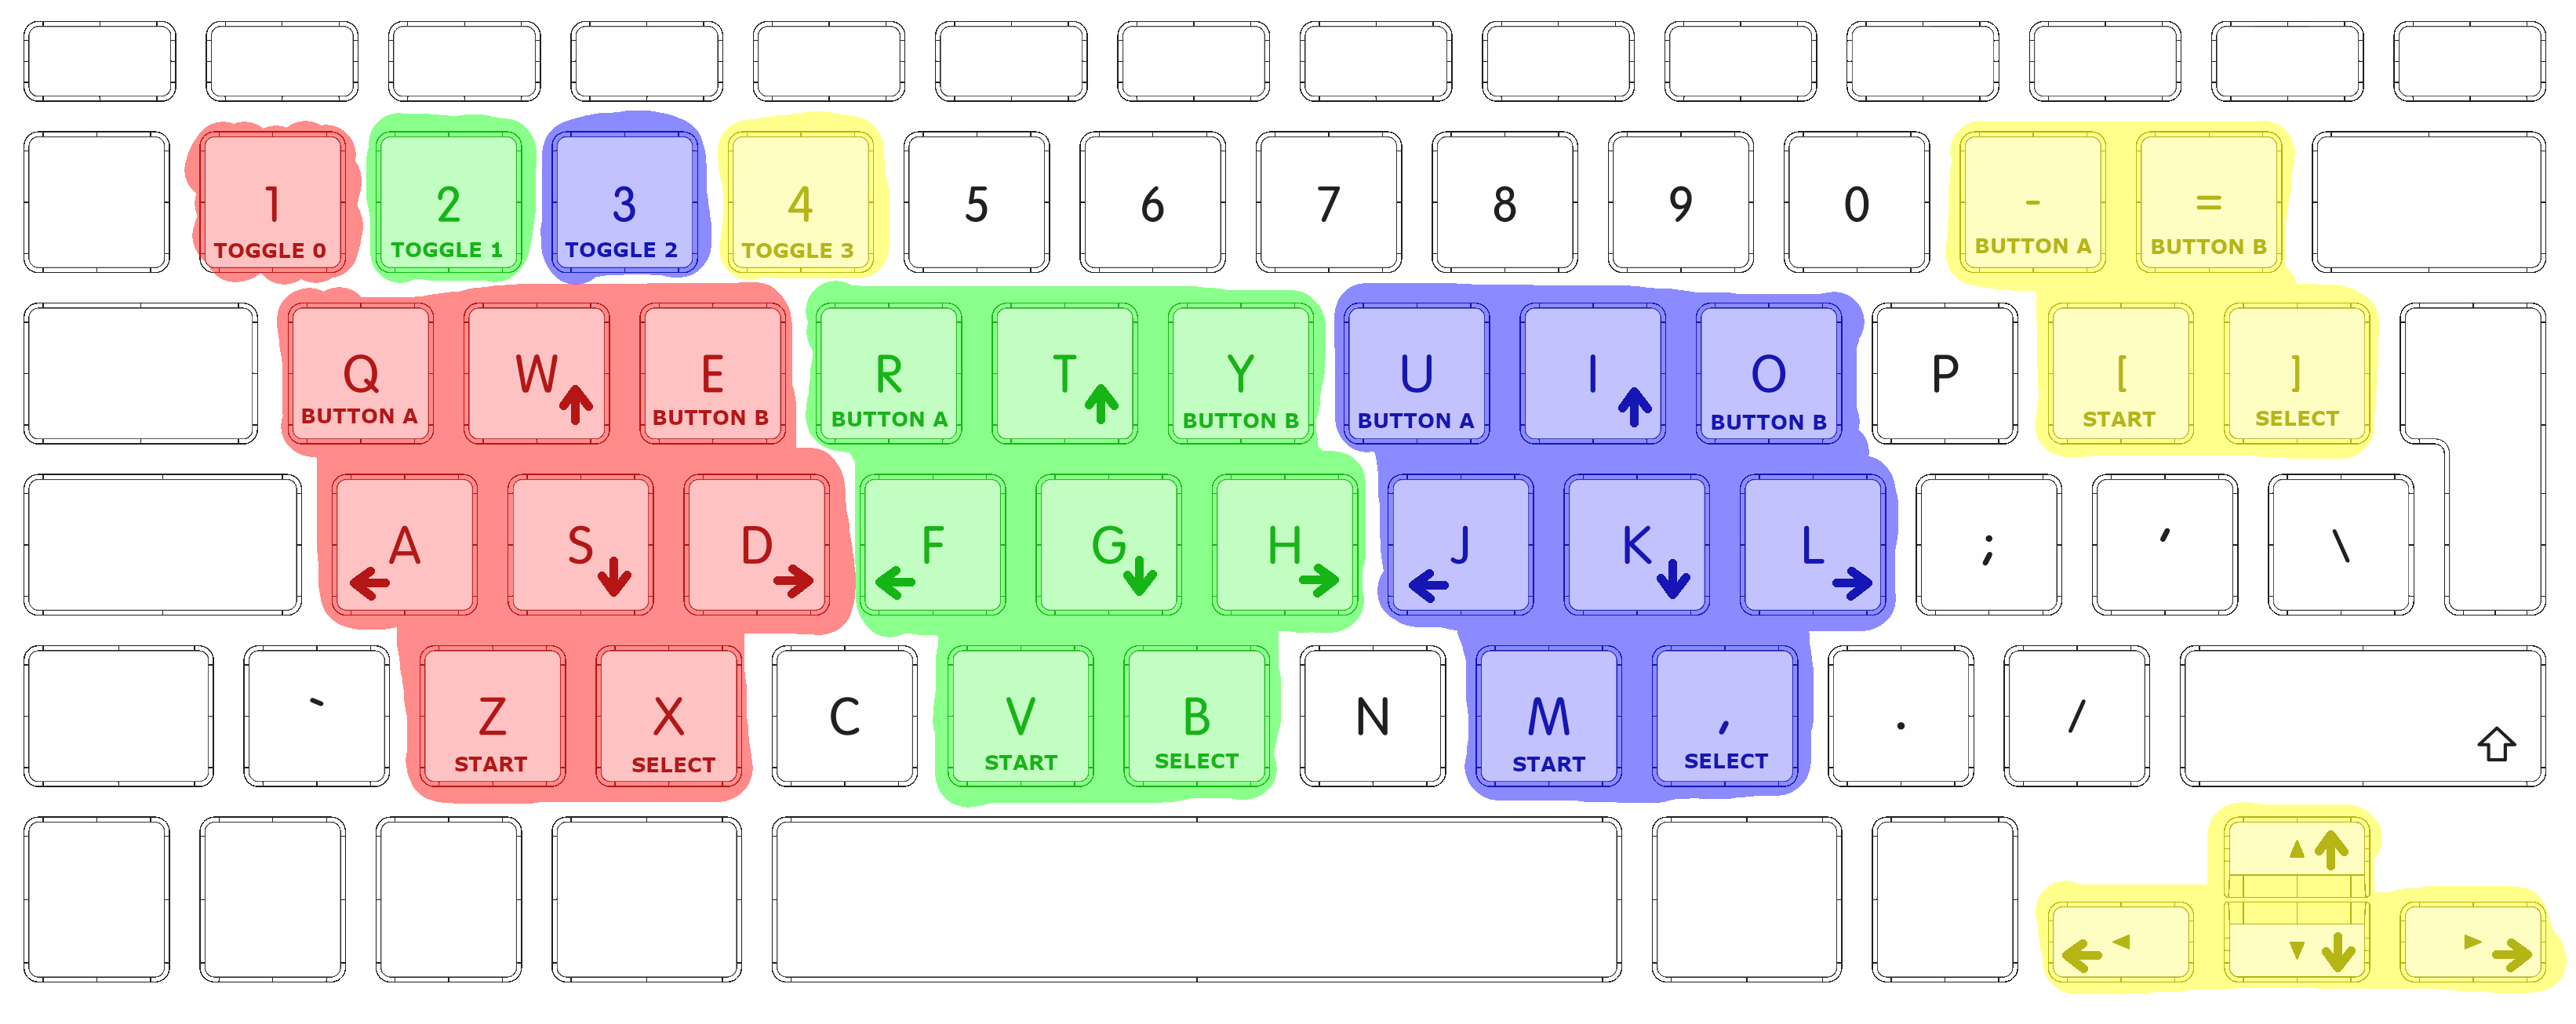 1 2 3 4 5 6 7 8 9 0 - =
TOGGLE 0 TOGGLE 1 TOGGLE 2 TOGGLE 3 BUTTON A BUTTON B
Q W E R T Y U I O P [ ]
BUTTON A ↑ BUTTON B BUTTON A ↑ BUTTON B BUTTON A ↑ BUTTON B START SELECT
A S D F G H J K L ; ' \
← ↓ → ← ↓ → ← ↓ →
` Z X C V B N M , . / ⇧
START SELECT START SELECT START SELECT
▲ ↑
← ◀ ▼ ↓ ▶ →